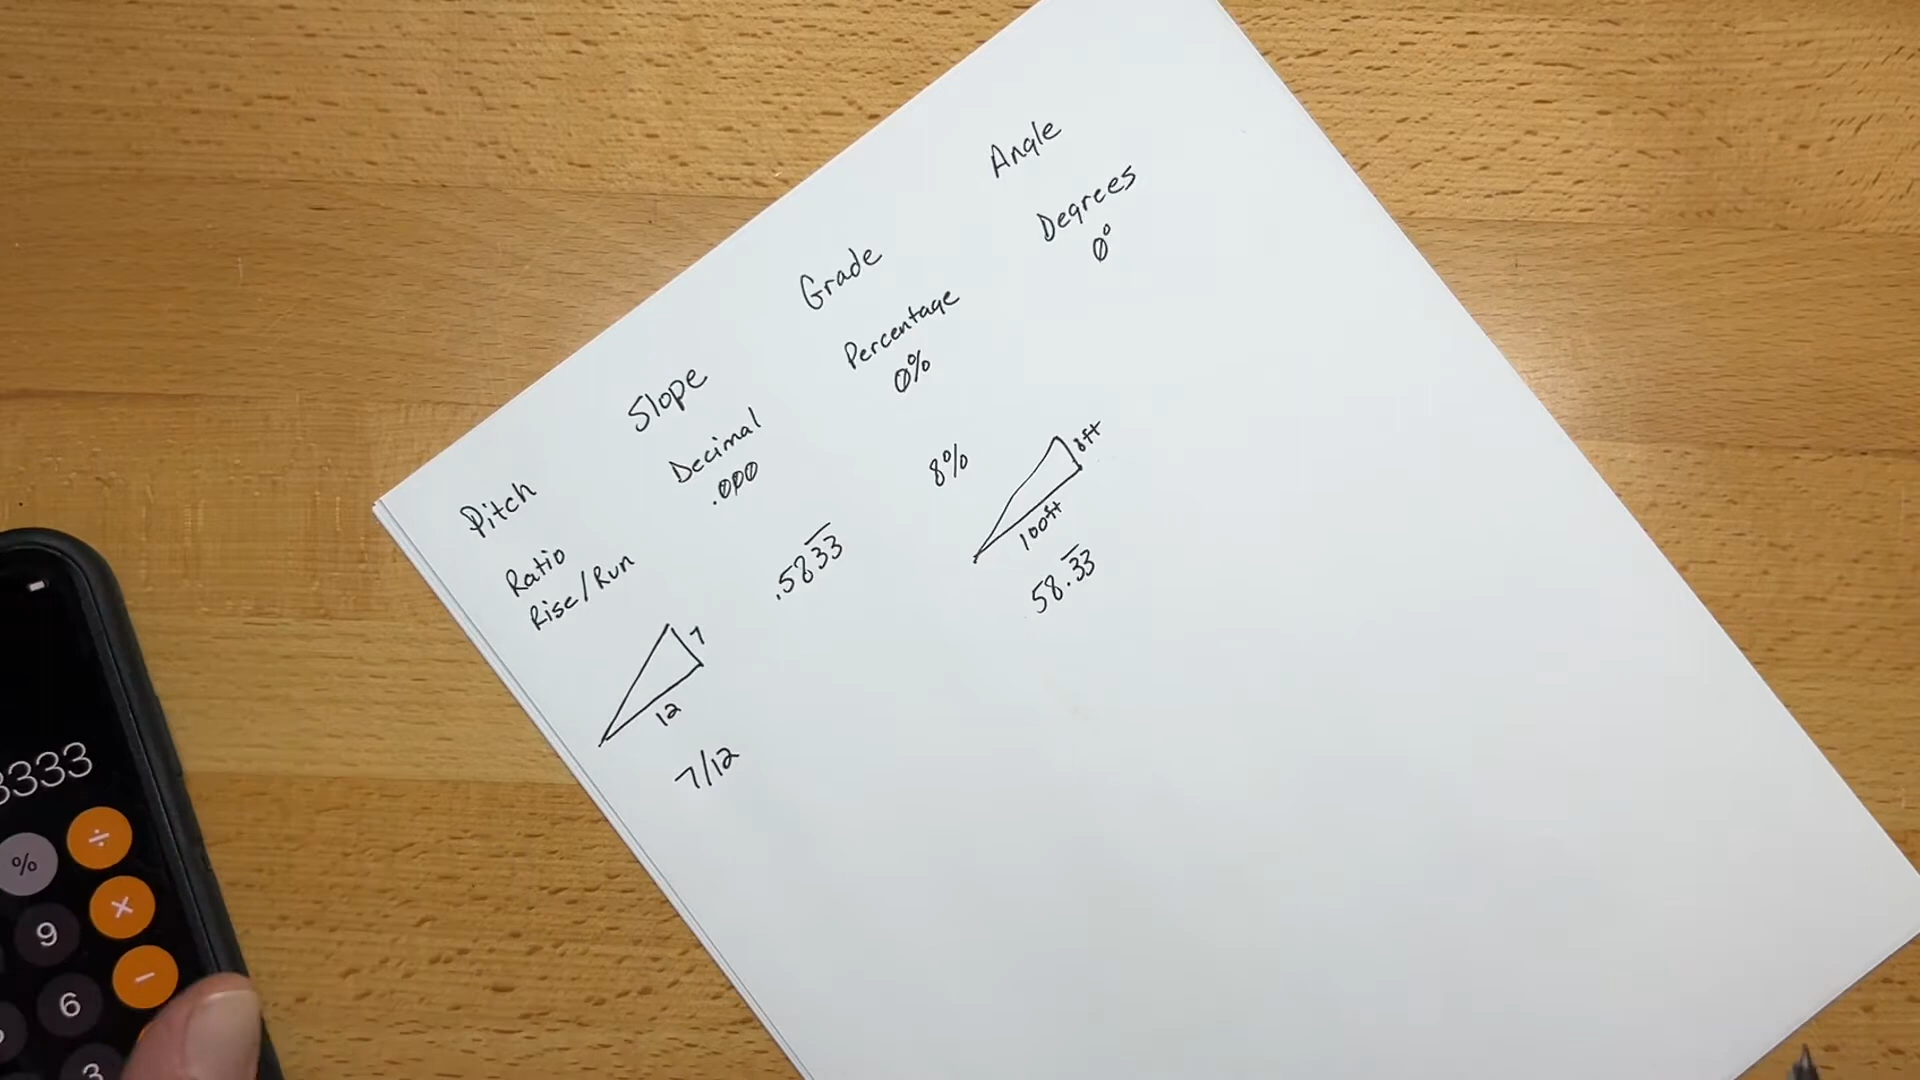 Pitch
Ratio
Rise/Run
7
12
7/12
Slope
Decimal
.000
.5833
Grade
Percentage
0%
8%
8ft
100ft
58.33
Angle
Degrees
0°
3333
%
÷
9
×
6
−
3